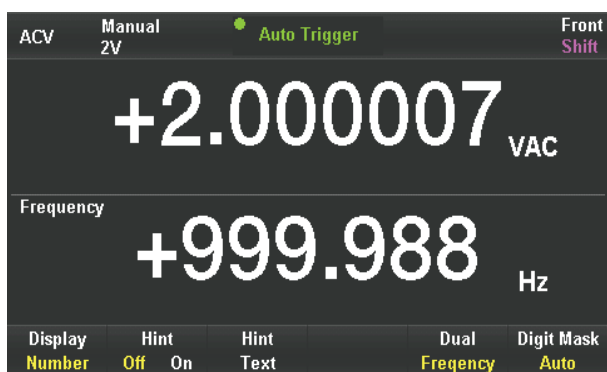 ACV Manual Auto Trigger Front
2V Shift
+2.000007 VAC
Frequency
+999.988 Hz
Display Hint Hint Dual Digit Mask
Number Off On Text Freqency Auto